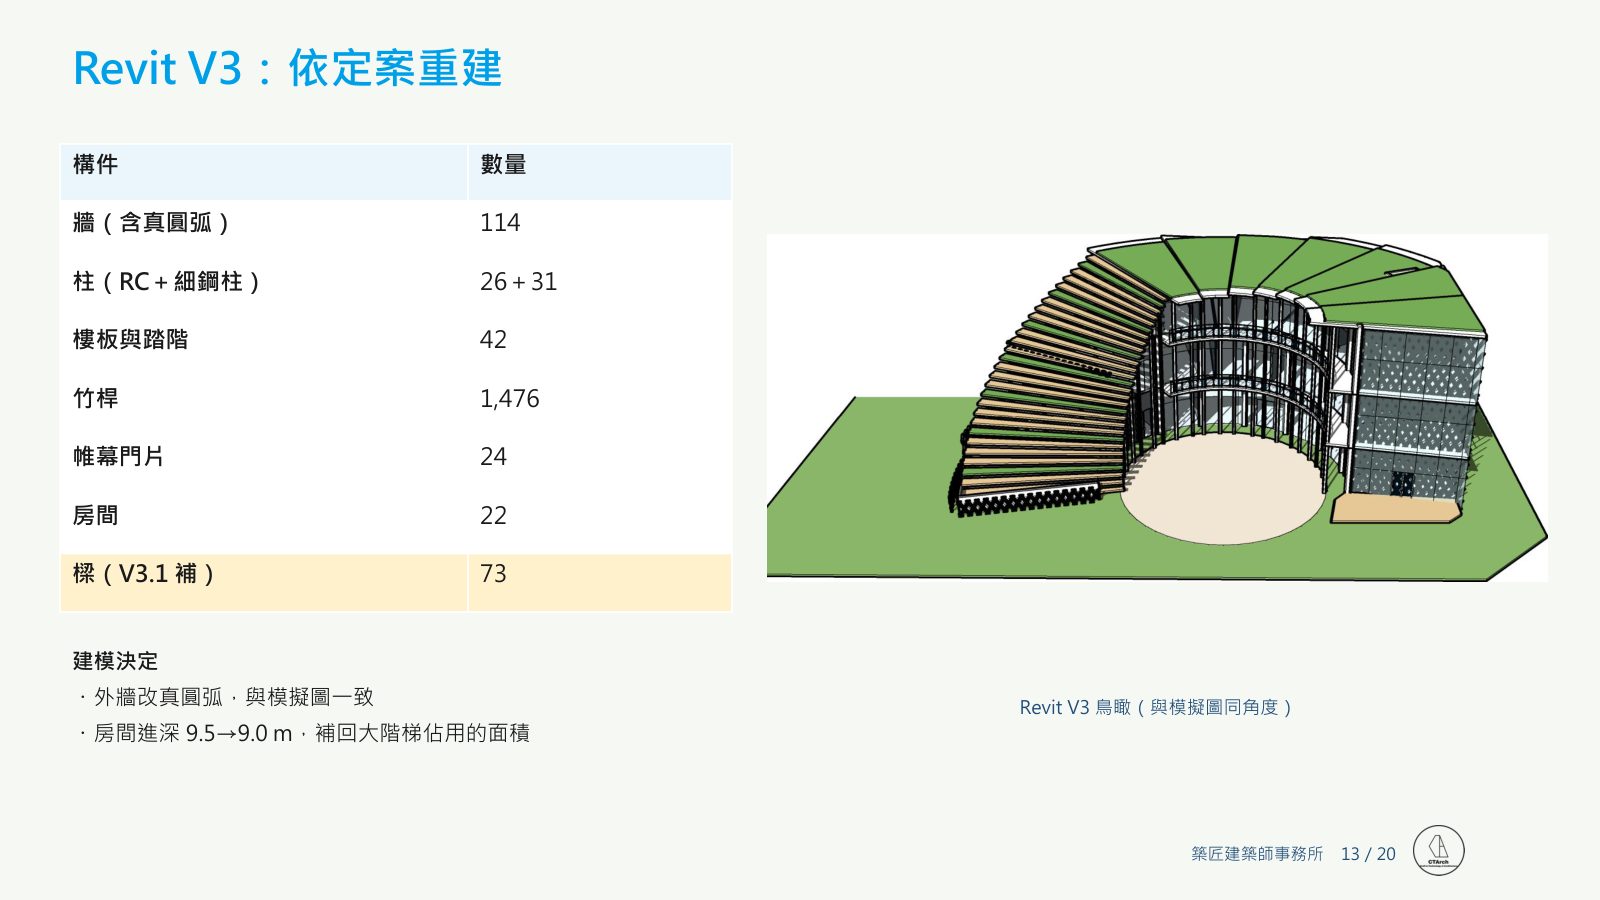 Revit V3：依定案重建
構件 數量
牆（含真圓弧） 114
柱（RC＋細鋼柱） 26＋31
樓板與踏階 42
竹桿 1,476
帷幕門片 24
房間 22
樑（V3.1 補） 73
建模決定
．外牆改真圓弧，與模擬圖一致
．房間進深 9.5→9.0 m，補回大階梯佔用的面積
Revit V3 鳥瞰（與模擬圖同角度）
築匠建築師事務所 13 / 20
CTArch